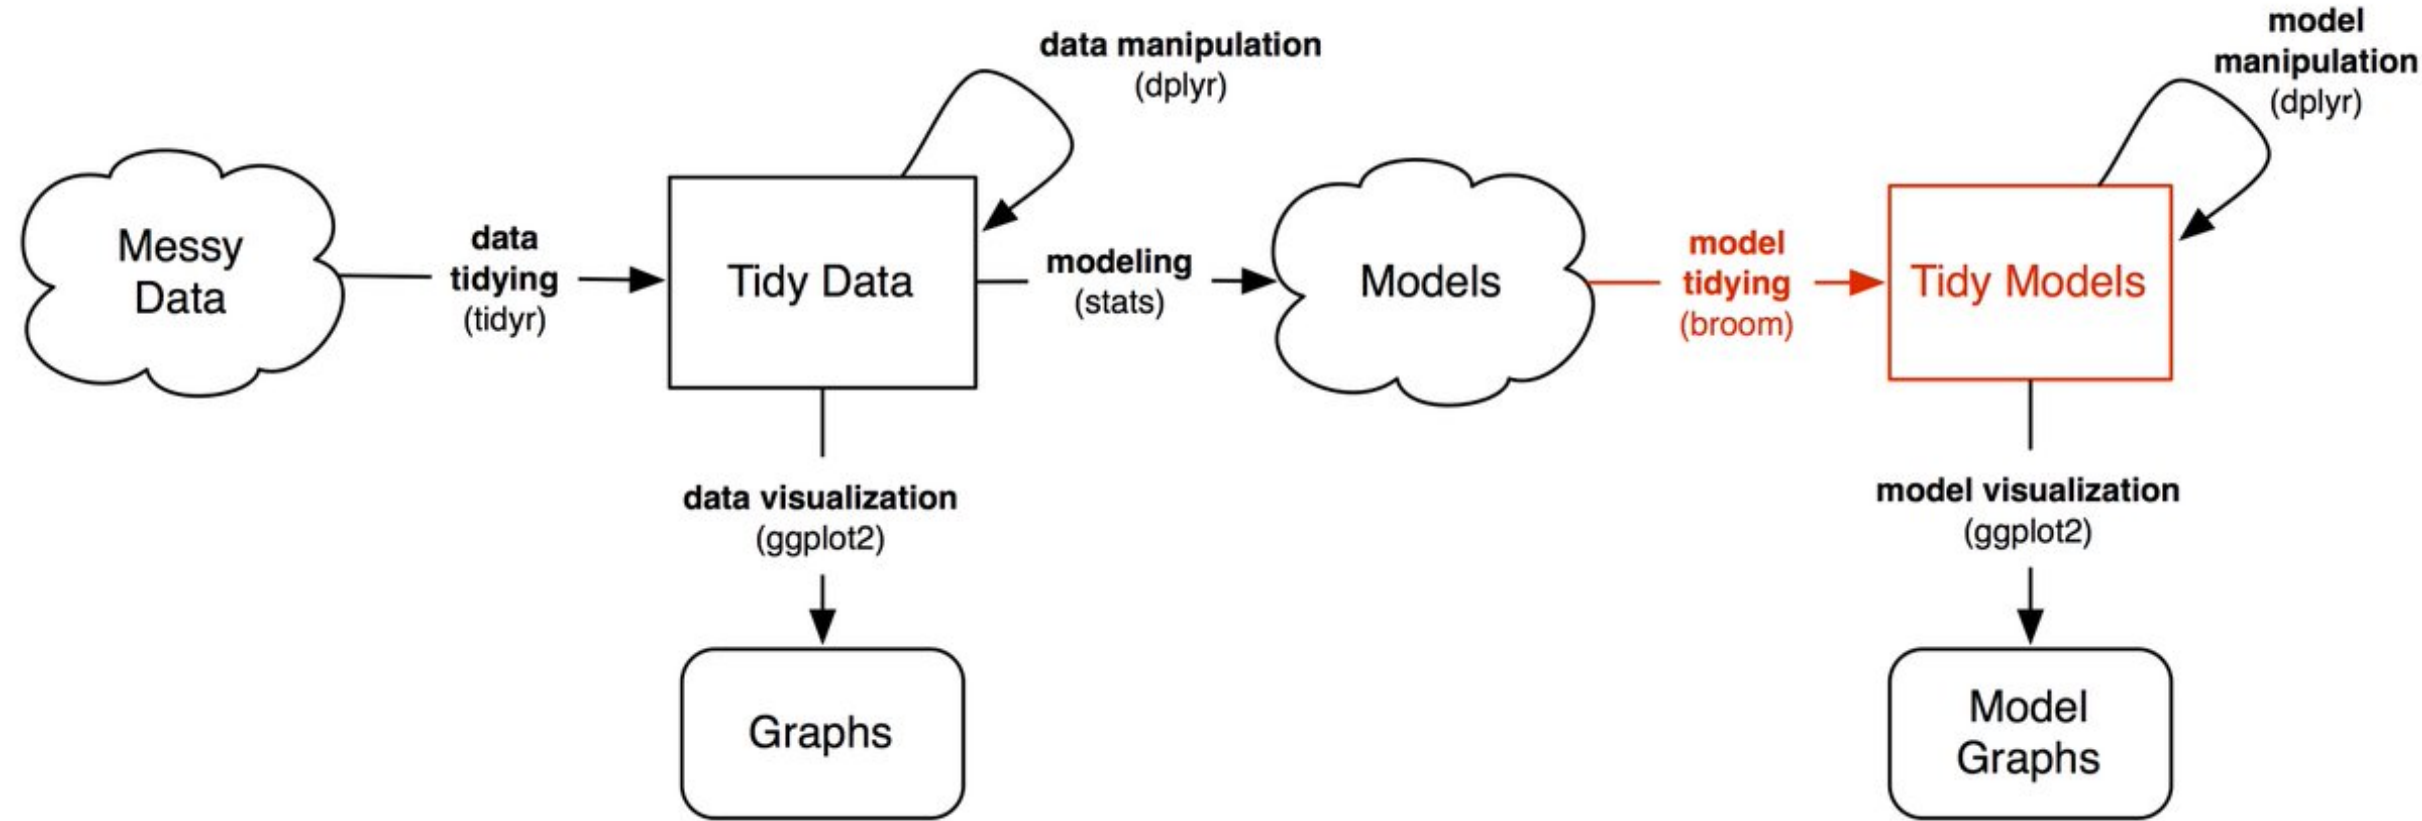 Messy
Data
data
tidying
(tidyr)
Tidy Data
data manipulation
(dplyr)
modeling
(stats)
Models
model
tidying
(broom)
Tidy Models
model
manipulation
(dplyr)
data visualization
(ggplot2)
Graphs
model visualization
(ggplot2)
Model
Graphs